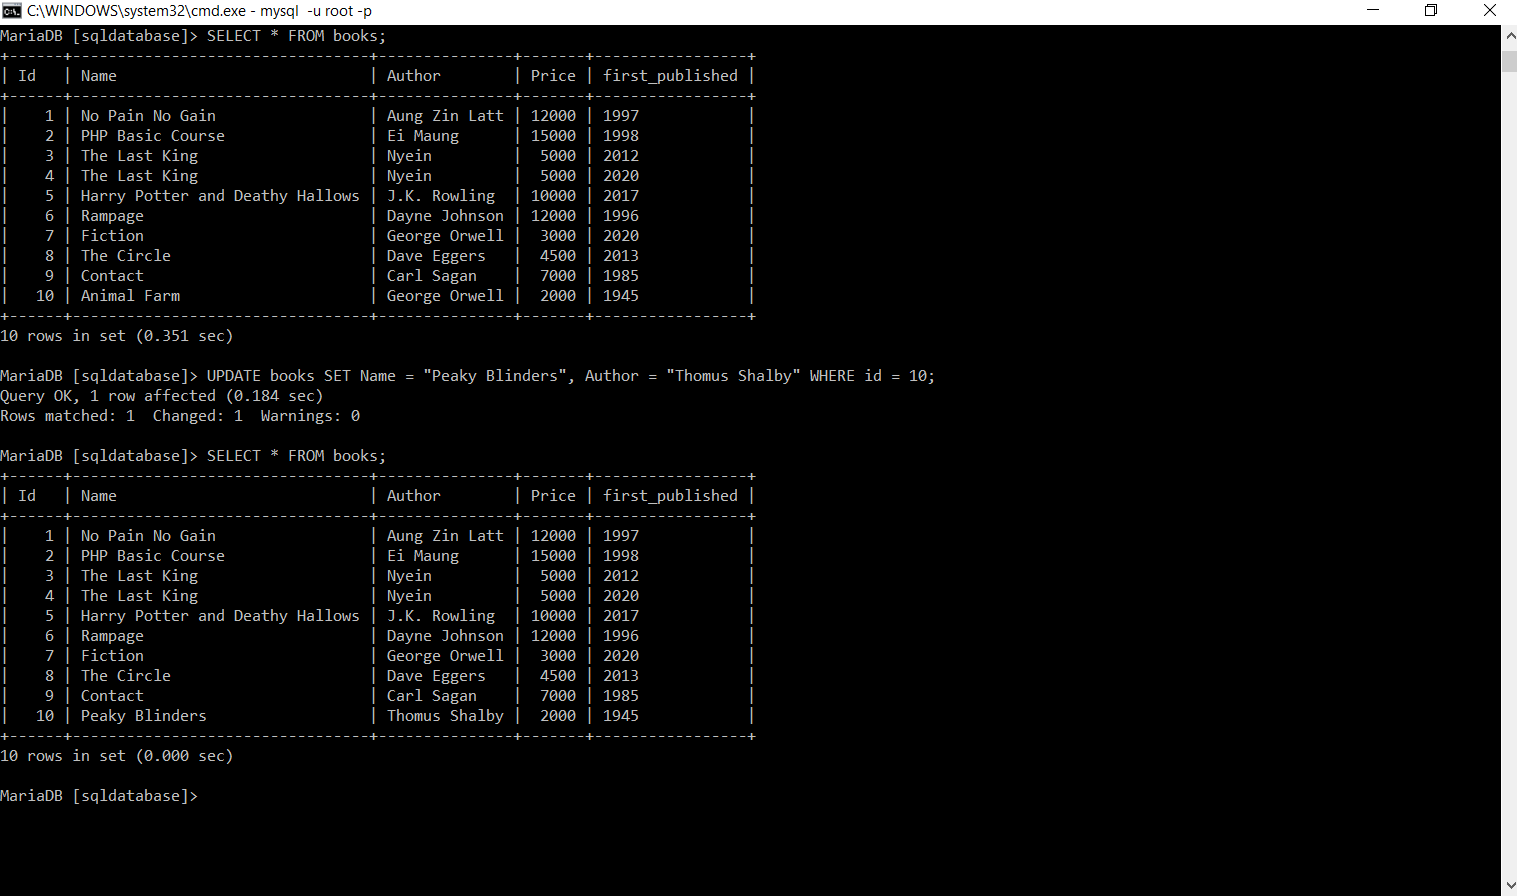 C:\WINDOWS\system32\cmd.exe - mysql  -u root -p
MariaDB [sqldatabase]> SELECT * FROM books;
+------+---------------------------------+---------------+-------+-----------------+
| Id   | Name                            | Author        | Price | first_published |
+------+---------------------------------+---------------+-------+-----------------+
|    1 | No Pain No Gain                 | Aung Zin Latt | 12000 | 1997            |
|    2 | PHP Basic Course                | Ei Maung      | 15000 | 1998            |
|    3 | The Last King                   | Nyein         |  5000 | 2012            |
|    4 | The Last King                   | Nyein         |  5000 | 2020            |
|    5 | Harry Potter and Deathy Hallows | J.K. Rowling  | 10000 | 2017            |
|    6 | Rampage                         | Dayne Johnson | 12000 | 1996            |
|    7 | Fiction                         | George Orwell |  3000 | 2020            |
|    8 | The Circle                      | Dave Eggers   |  4500 | 2013            |
|    9 | Contact                         | Carl Sagan    |  7000 | 1985            |
|   10 | Animal Farm                     | George Orwell |  2000 | 1945            |
+------+---------------------------------+---------------+-------+-----------------+
10 rows in set (0.351 sec)
MariaDB [sqldatabase]> UPDATE books SET Name = "Peaky Blinders", Author = "Thomus Shalby" WHERE id = 10;
Query OK, 1 row affected (0.184 sec)
Rows matched: 1  Changed: 1  Warnings: 0
MariaDB [sqldatabase]> SELECT * FROM books;
+------+---------------------------------+---------------+-------+-----------------+
| Id   | Name                            | Author        | Price | first_published |
+------+---------------------------------+---------------+-------+-----------------+
|    1 | No Pain No Gain                 | Aung Zin Latt | 12000 | 1997            |
|    2 | PHP Basic Course                | Ei Maung      | 15000 | 1998            |
|    3 | The Last King                   | Nyein         |  5000 | 2012            |
|    4 | The Last King                   | Nyein         |  5000 | 2020            |
|    5 | Harry Potter and Deathy Hallows | J.K. Rowling  | 10000 | 2017            |
|    6 | Rampage                         | Dayne Johnson | 12000 | 1996            |
|    7 | Fiction                         | George Orwell |  3000 | 2020            |
|    8 | The Circle                      | Dave Eggers   |  4500 | 2013            |
|    9 | Contact                         | Carl Sagan    |  7000 | 1985            |
|   10 | Peaky Blinders                  | Thomus Shalby |  2000 | 1945            |
+------+---------------------------------+---------------+-------+-----------------+
10 rows in set (0.000 sec)
MariaDB [sqldatabase]>